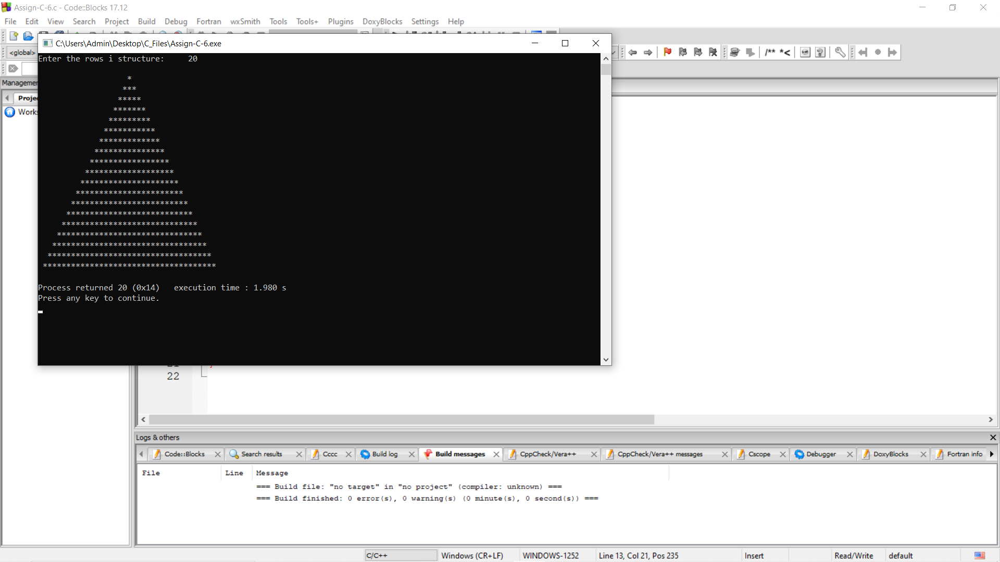 Assign-C-6.c - Code::Blocks 17.12
File Edit View Search Project Build Debug Fortran wxSmith Tools Tools+ Plugins DoxyBlocks Settings Help
C:\Users\Admin\Desktop\C_Files\Assign-C-6.exe
<global>
/** *<
Enter the rows i structure:     20
                   *
                  ***
                 *****
                *******
               *********
              ***********
             *************
            ***************
           *****************
          *******************
         *********************
        ***********************
       *************************
      ***************************
     *****************************
    *******************************
   *********************************
  ***********************************
 *************************************
Process returned 20 (0x14)   execution time : 1.980 s
Press any key to continue.
22
Logs & others
Code::Blocks Search results Cccc Build log Build messages CppCheck/Vera++ CppCheck/Vera++ messages Cscope Debugger DoxyBlocks Fortran info
File Line Message
=== Build file: "no target" in "no project" (compiler: unknown) ===
=== Build finished: 0 error(s), 0 warning(s) (0 minute(s), 0 second(s)) ===
C/C++ Windows (CR+LF) WINDOWS-1252 Line 13, Col 21, Pos 235 Insert Read/Write default